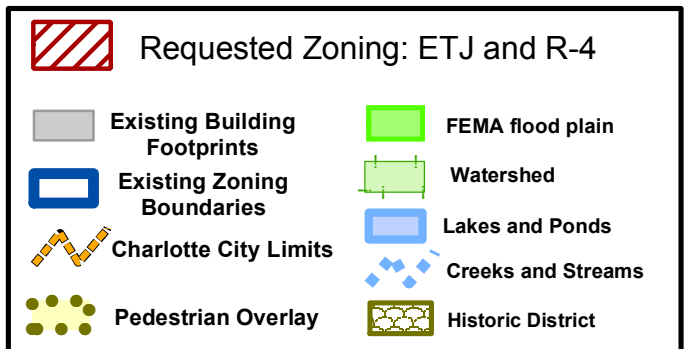 Requested Zoning: ETJ and R-4
Existing Building
Footprints
Existing Zoning
Boundaries
Charlotte City Limits
Pedestrian Overlay
FEMA flood plain
Watershed
Lakes and Ponds
Creeks and Streams
Historic District